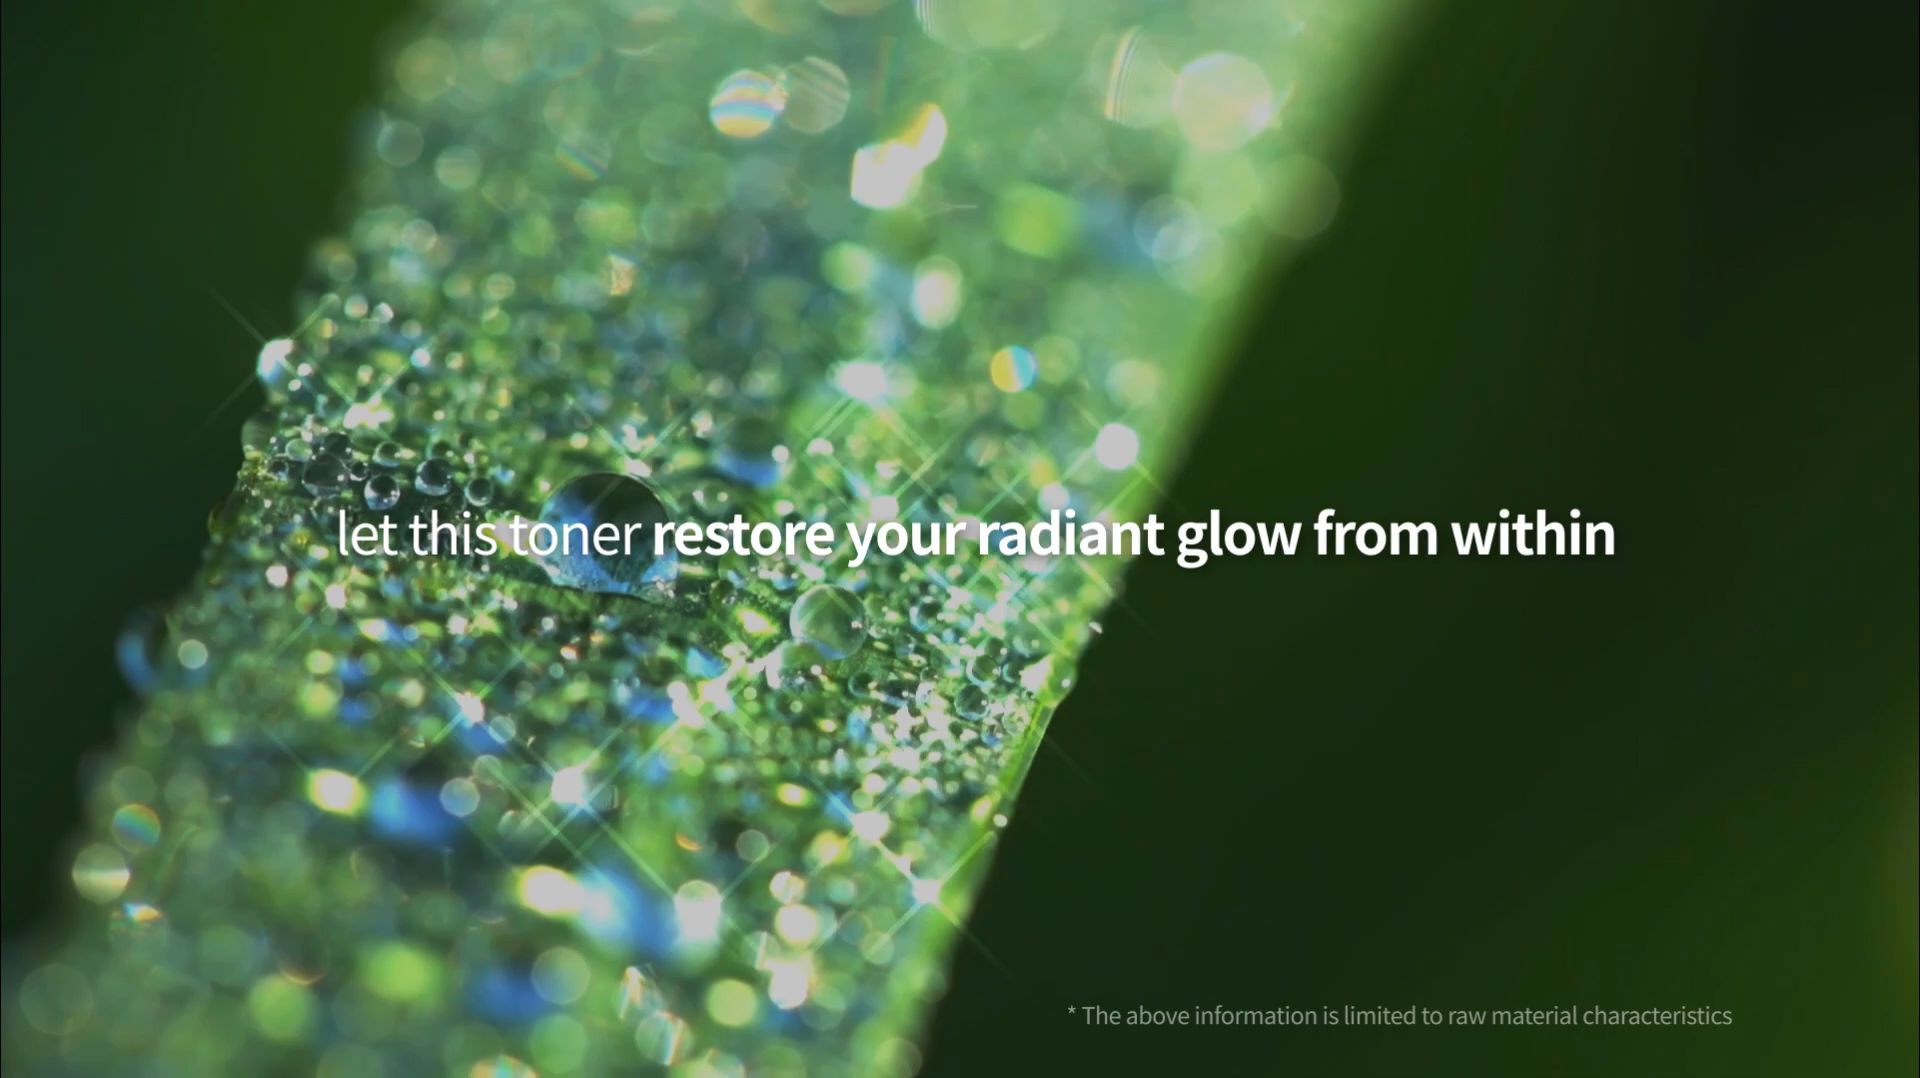 let this toner restore your radiant glow from within
* The above information is limited to raw material characteristics